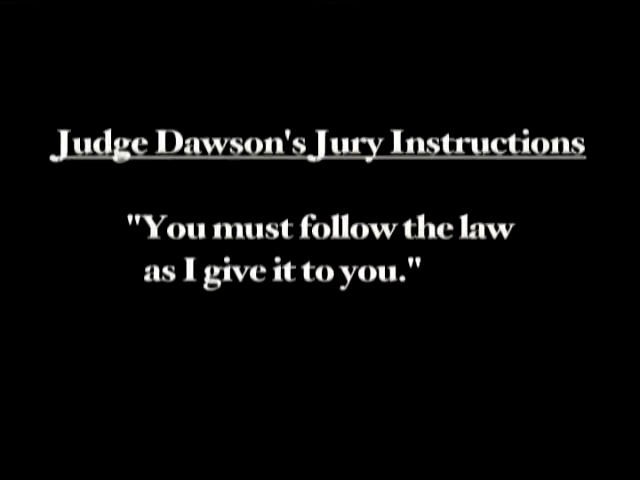 Judge Dawson's Jury Instructions
"You must follow the law
as I give it to you."